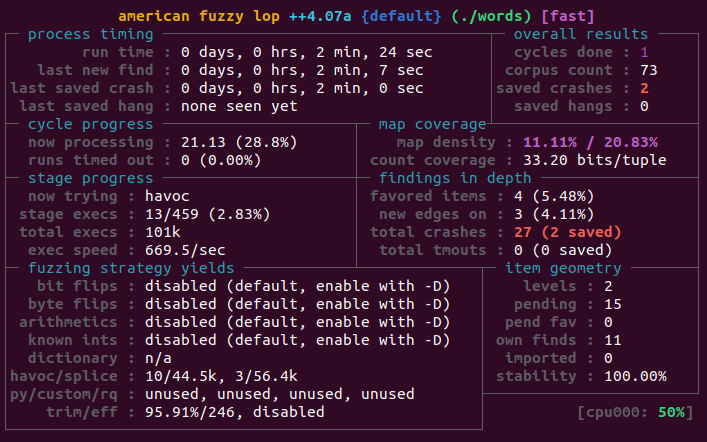 american fuzzy lop ++4.07a {default} (./words) [fast]
process timing overall results
run time : 0 days, 0 hrs, 2 min, 24 sec cycles done : 1
last new find : 0 days, 0 hrs, 2 min, 7 sec corpus count : 73
last saved crash : 0 days, 0 hrs, 2 min, 0 sec saved crashes : 2
last saved hang : none seen yet saved hangs : 0
cycle progress map coverage
now processing : 21.13 (28.8%) map density : 11.11% / 20.83%
runs timed out : 0 (0.00%) count coverage : 33.20 bits/tuple
stage progress findings in depth
now trying : havoc favored items : 4 (5.48%)
stage execs : 13/459 (2.83%) new edges on : 3 (4.11%)
total execs : 101k total crashes : 27 (2 saved)
exec speed : 669.5/sec total tmouts : 0 (0 saved)
fuzzing strategy yields item geometry
bit flips : disabled (default, enable with -D) levels : 2
byte flips : disabled (default, enable with -D) pending : 15
arithmetics : disabled (default, enable with -D) pend fav : 0
known ints : disabled (default, enable with -D) own finds : 11
dictionary : n/a imported : 0
havoc/splice : 10/44.5k, 3/56.4k stability : 100.00%
py/custom/rq : unused, unused, unused, unused
trim/eff : 95.91%/246, disabled [cpu000: 50%]